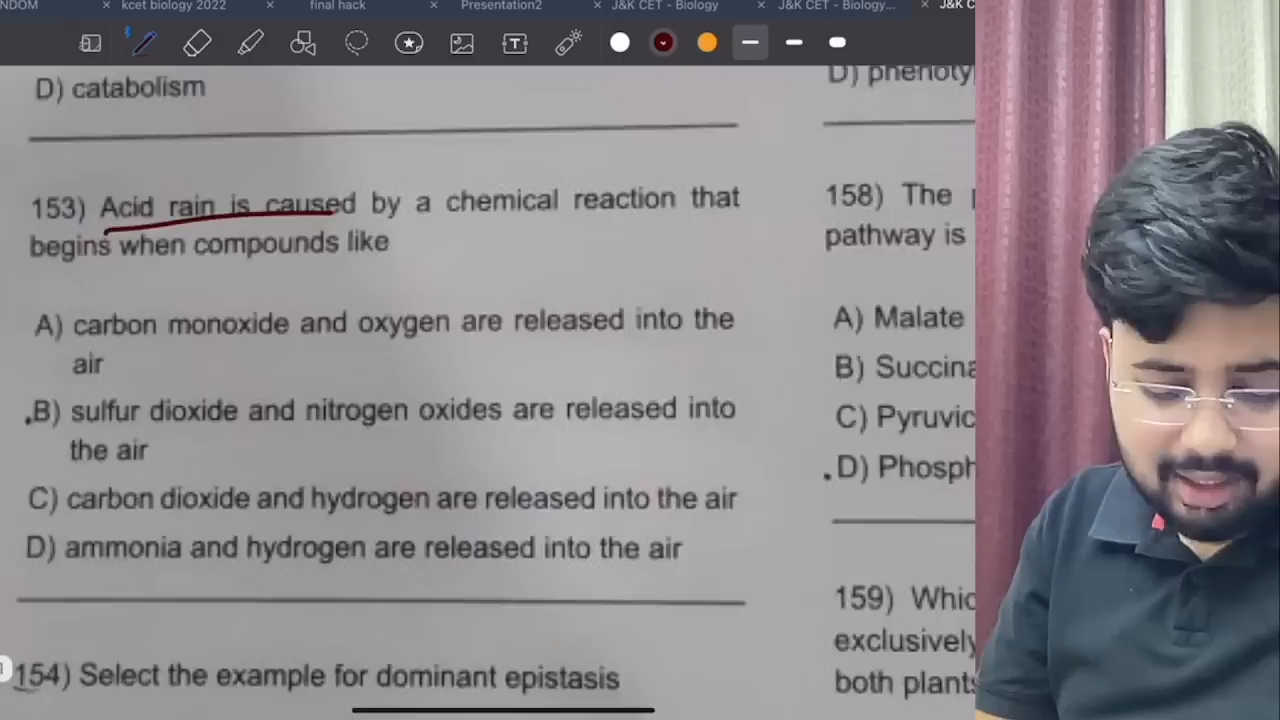 NDOM
kcet biology 2022
final hack
Presentation2
J&K CET - Biology
J&K CET - Biology...
J&K C
D) catabolism
153) Acid rain is caused by a chemical reaction that
begins when compounds like
A) carbon monoxide and oxygen are released into the
air
.B) sulfur dioxide and nitrogen oxides are released into
the air
C) carbon dioxide and hydrogen are released into the air
D) ammonia and hydrogen are released into the air
154) Select the example for dominant epistasis
D) phenoty
158) The
pathway is
A) Malate
B) Succina
C) Pyruvic
.D) Phosph
159) Whic
exclusively
both plants